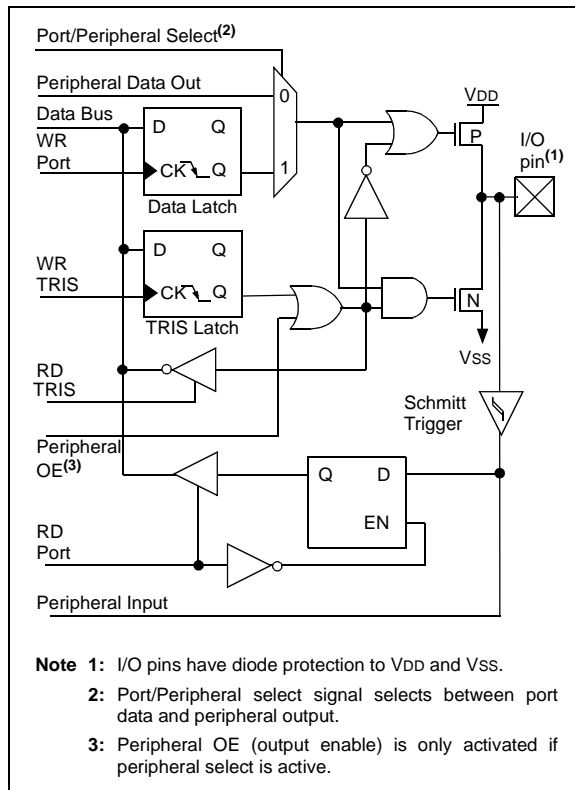 Port/Peripheral Select(2)
Peripheral Data Out
Data Bus
WR
Port
D Q
CK Q
Data Latch
0
1
VDD
P
I/O
pin(1)
WR
TRIS
D Q
CK Q
TRIS Latch
N
VSS
RD
TRIS
Schmitt
Trigger
Peripheral
OE(3)
Q D
EN
RD
Port
Peripheral Input
Note 1: I/O pins have diode protection to VDD and VSS.
2: Port/Peripheral select signal selects between port
data and peripheral output.
3: Peripheral OE (output enable) is only activated if
peripheral select is active.